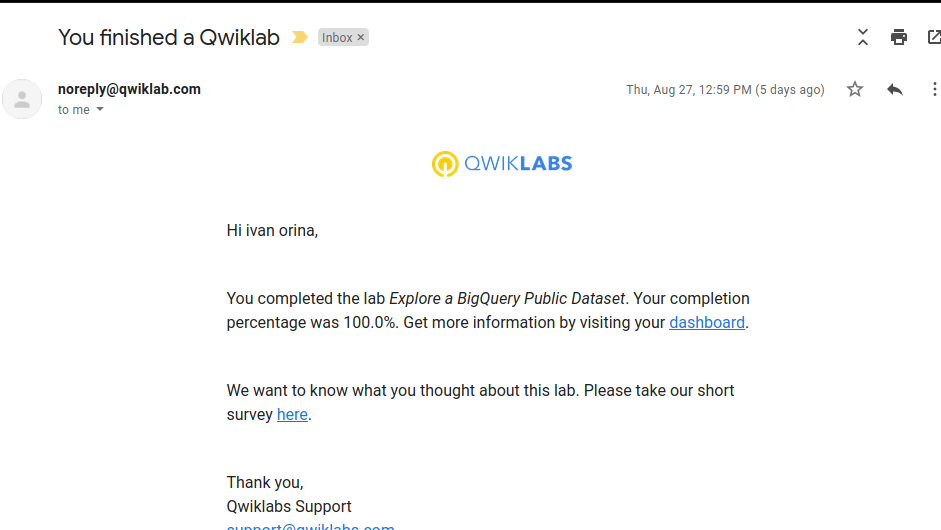 You finished a Qwiklab
Inbox ×
noreply@qwiklab.com
Thu, Aug 27, 12:59 PM (5 days ago)
to me
QWIKLABS
Hi ivan orina,
You completed the lab Explore a BigQuery Public Dataset. Your completion
percentage was 100.0%. Get more information by visiting your dashboard.
We want to know what you thought about this lab. Please take our short
survey here.
Thank you,
Qwiklabs Support
support@qwiklabs.com